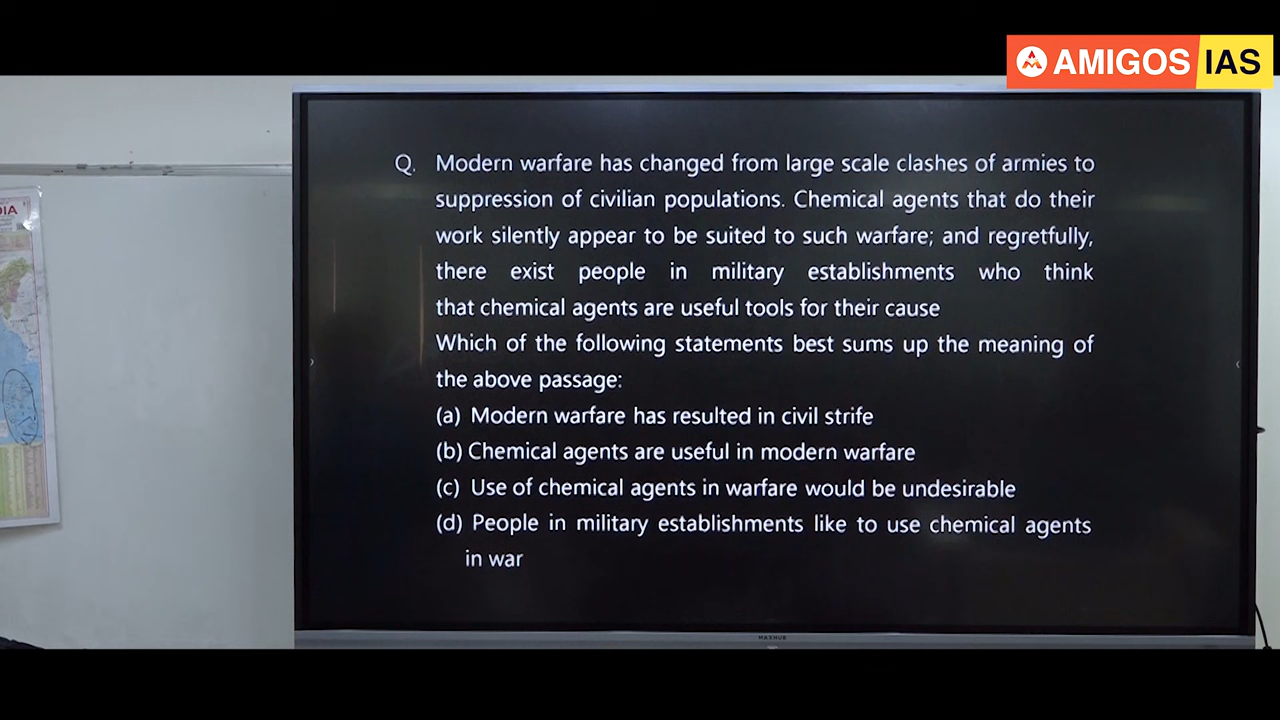 AMIGOS IAS
DIA
Q. Modern warfare has changed from large scale clashes of armies to
suppression of civilian populations. Chemical agents that do their
work silently appear to be suited to such warfare; and regretfully,
there exist people in military establishments who think
that chemical agents are useful tools for their cause
Which of the following statements best sums up the meaning of
the above passage:
(a) Modern warfare has resulted in civil strife
(b) Chemical agents are useful in modern warfare
(c) Use of chemical agents in warfare would be undesirable
(d) People in military establishments like to use chemical agents
in war
MAXHUB